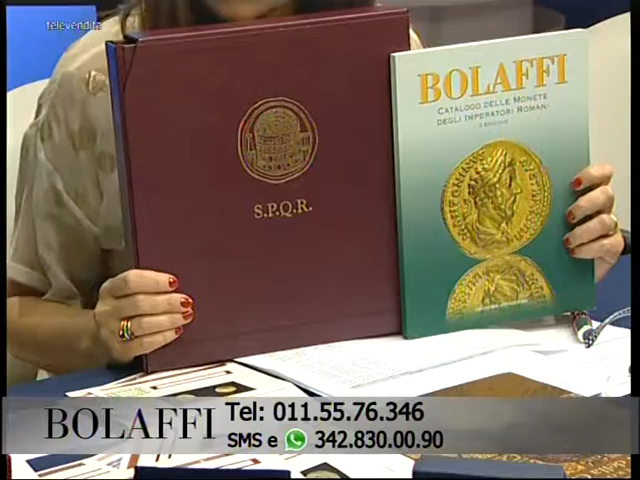 televendita
BOLAFFI
CATALOGO DELLE MONETE
DEGLI IMPERATORI ROMANI
S.P.Q.R.
BOLAFFI
Tel: 011.55.76.346
SMS e 342.830.00.90